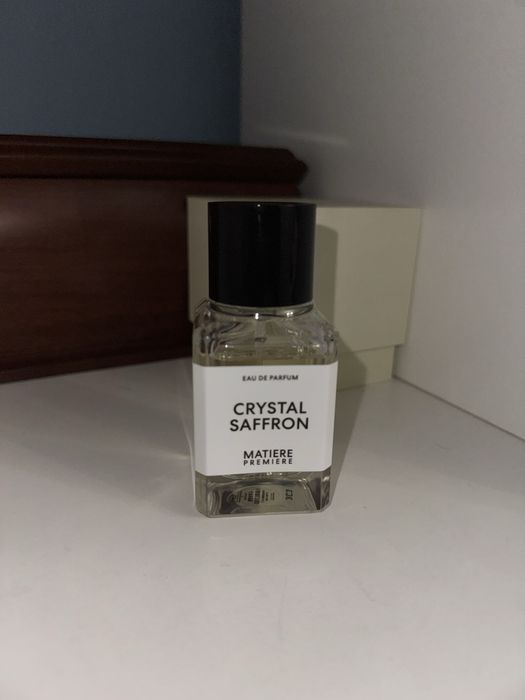 EAU DE PARFUM
CRYSTAL
SAFFRON
MATIERE
PREMIERE